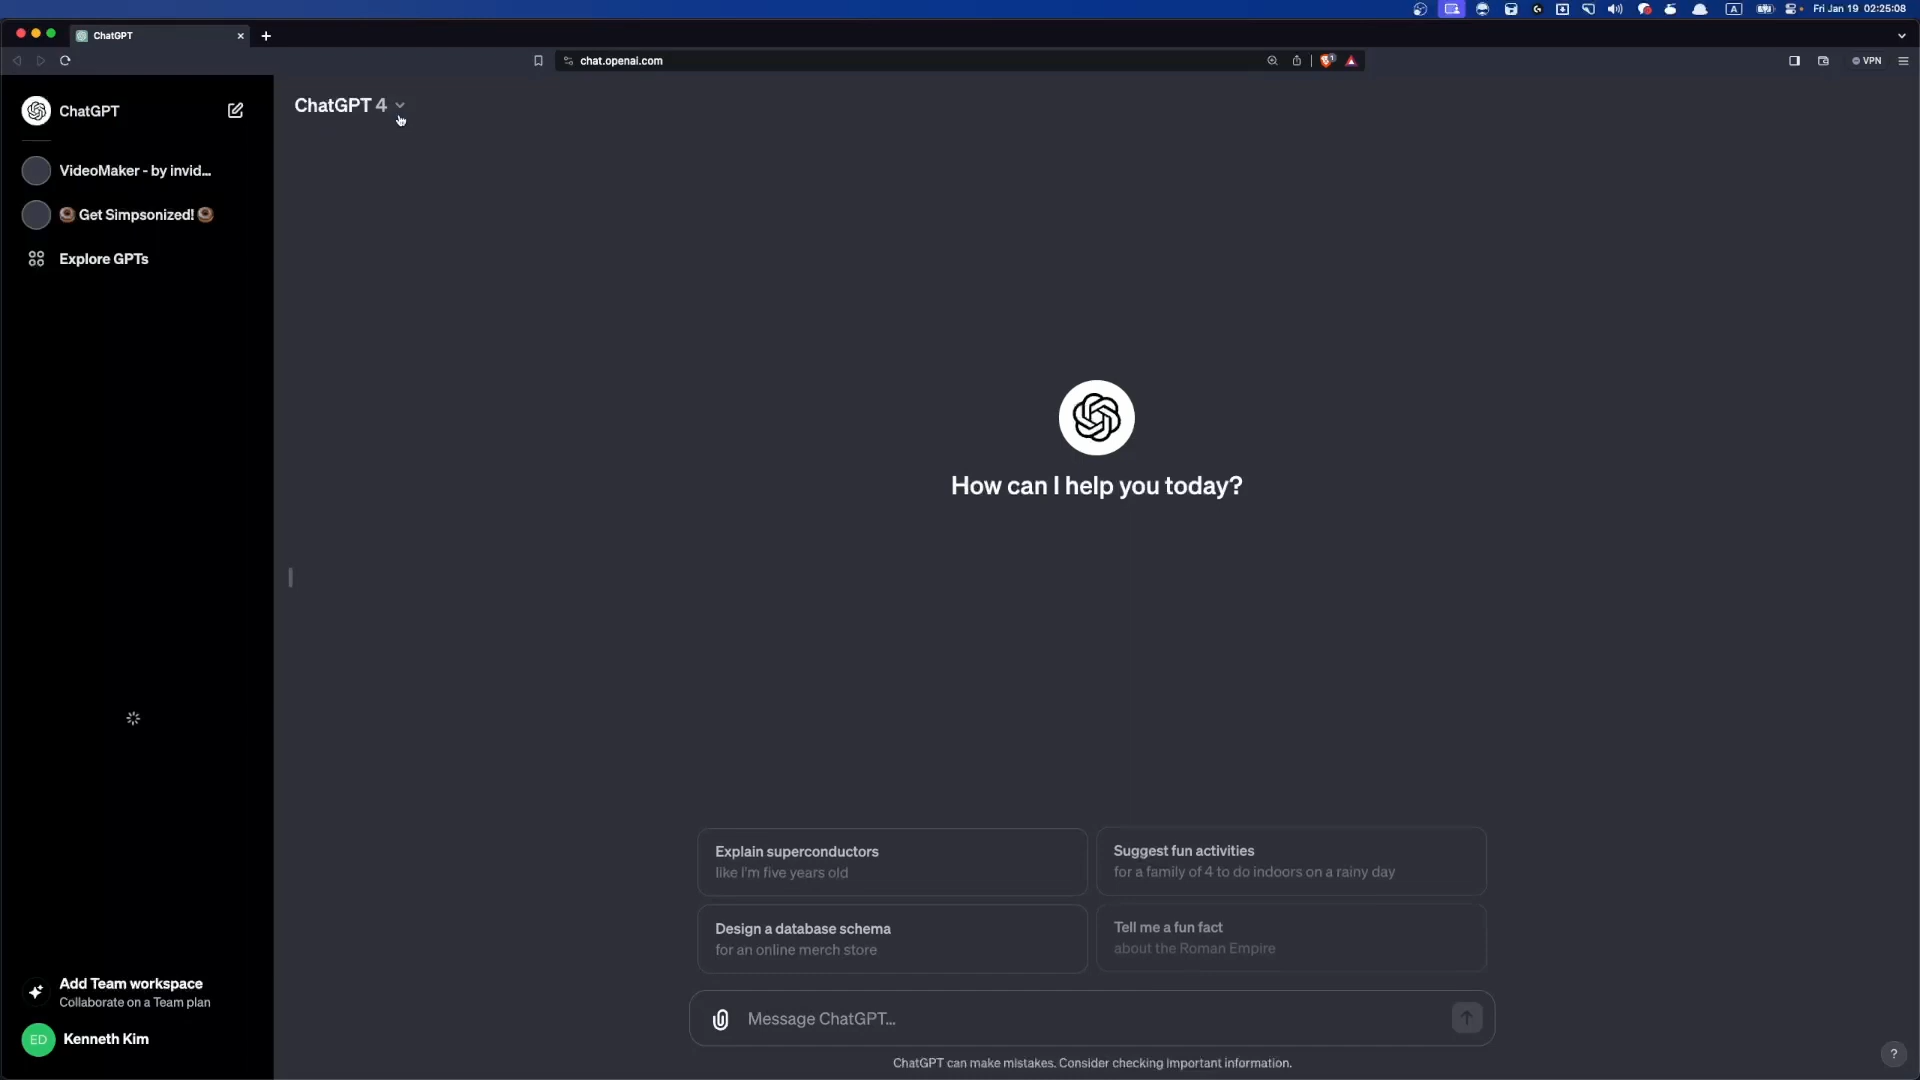 Fri Jan 19 02:25:08
ChatGPT
chat.openai.com
VPN
ChatGPT
ChatGPT 4
VideoMaker - by invid...
🍩 Get Simpsonized! 🍩
Explore GPTs
How can I help you today?
Explain superconductors
like I'm five years old
Suggest fun activities
for a family of 4 to do indoors on a rainy day
Design a database schema
for an online merch store
Tell me a fun fact
about the Roman Empire
Add Team workspace
Collaborate on a Team plan
ED
Kenneth Kim
Message ChatGPT...
ChatGPT can make mistakes. Consider checking important information.
?